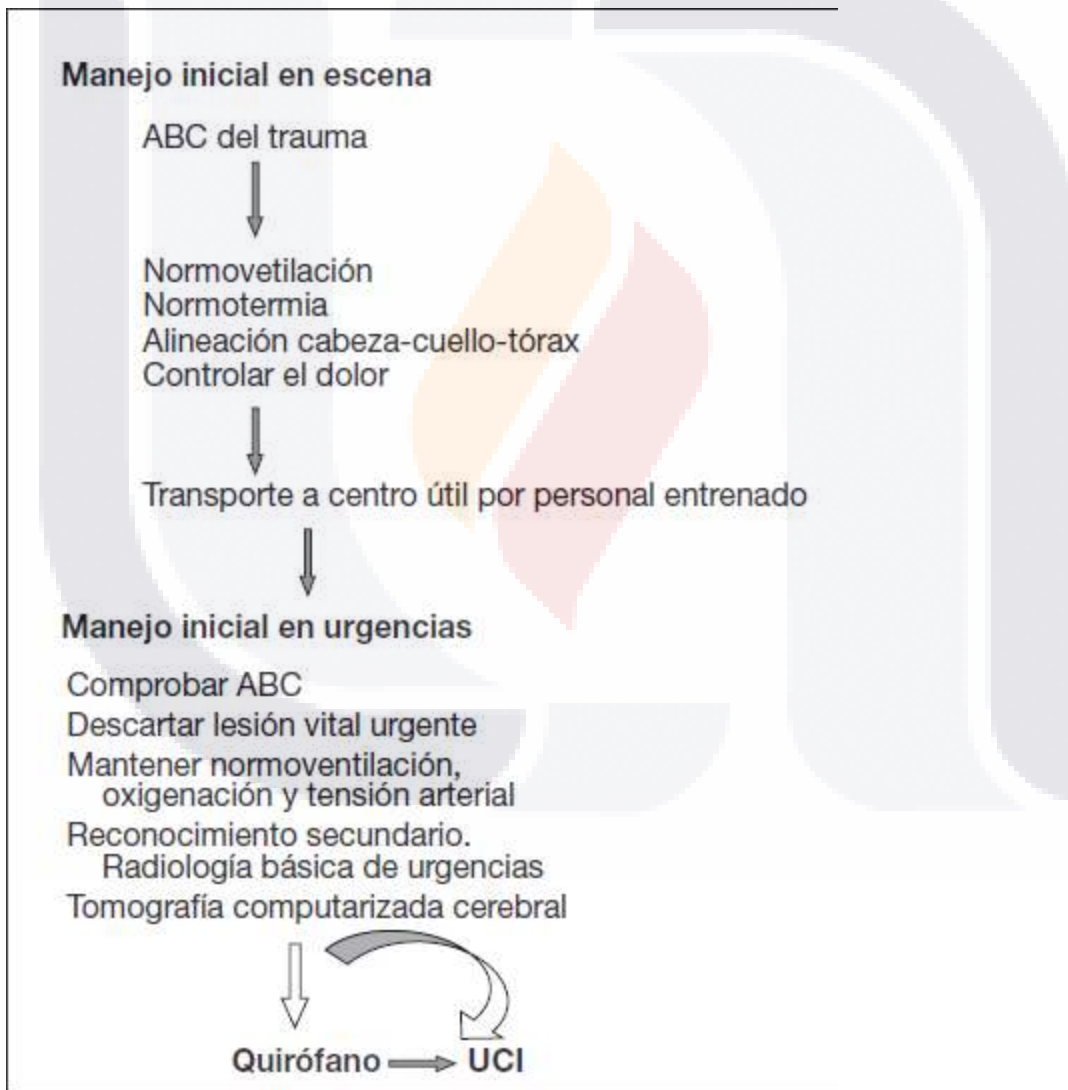 Manejo inicial en escena
ABC del trauma
Normovetilación
Normotermia
Alineación cabeza-cuello-tórax
Controlar el dolor
Transporte a centro útil por personal entrenado
Manejo inicial en urgencias
Comprobar ABC
Descartar lesión vital urgente
Mantener normoventilación,
oxigenación y tensión arterial
Reconocimiento secundario.
Radiología básica de urgencias
Tomografía computarizada cerebral
Quirófano UCI